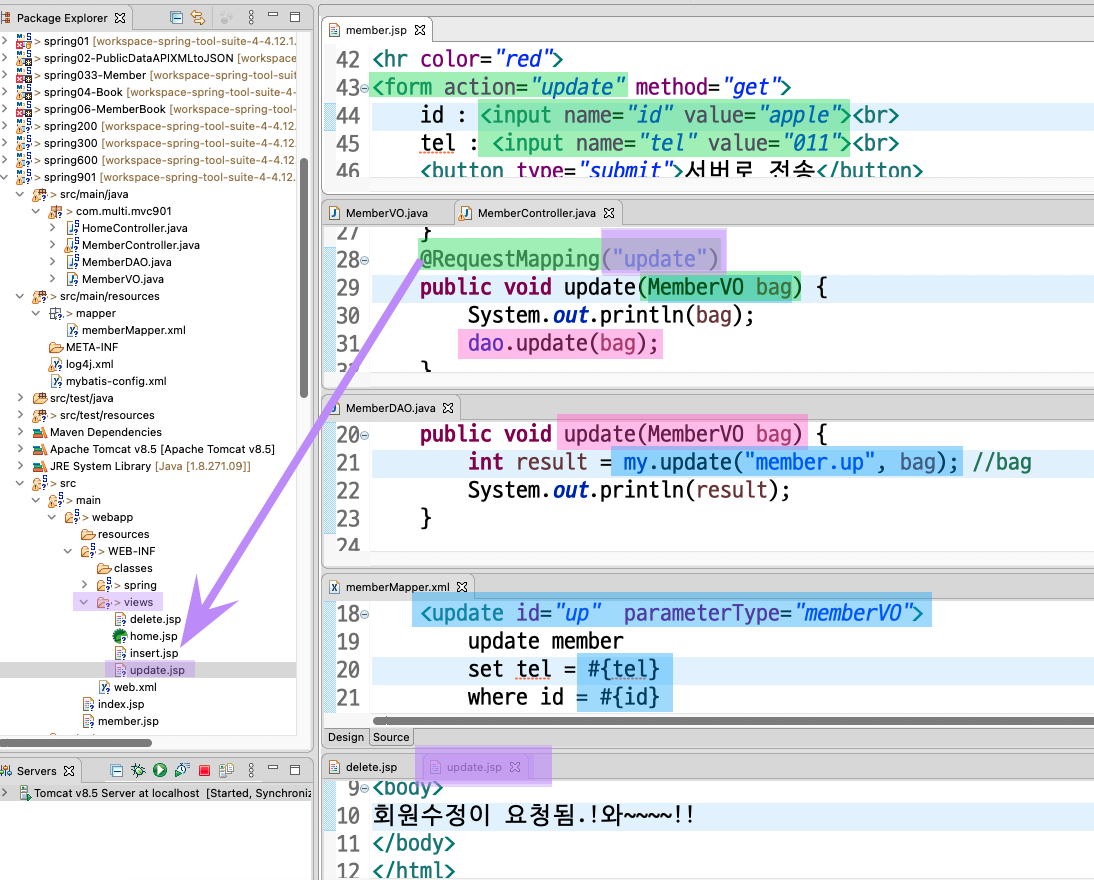 Package Explorer
spring01 [workspace-spring-tool-suite-4-4.12.1.
spring02-PublicDataAPIXMLtoJSON [workspace-
spring033-Member [workspace-spring-tool-suit
spring04-Book [workspace-spring-tool-suite-4-
spring06-MemberBook [workspace-spring-tool-
spring200 [workspace-spring-tool-suite-4-4.12.
spring300 [workspace-spring-tool-suite-4-4.12.
spring600 [workspace-spring-tool-suite-4-4.12.
spring901 [workspace-spring-tool-suite-4-4.12.
> src/main/java
> com.multi.mvc901
HomeController.java
MemberController.java
MemberDAO.java
MemberVO.java
> src/main/resources
> mapper
memberMapper.xml
META-INF
log4j.xml
mybatis-config.xml
src/test/java
> src/test/resources
Maven Dependencies
Apache Tomcat v8.5 [Apache Tomcat v8.5]
JRE System Library [Java [1.8.271.09]]
> src
> main
> webapp
resources
> WEB-INF
classes
> spring
> views
delete.jsp
home.jsp
insert.jsp
update.jsp
web.xml
index.jsp
member.jsp
Servers
Tomcat v8.5 Server at localhost [Started, Synchroniz
member.jsp
42 <hr color="red">
43 <form action="update" method="get">
44 id : <input name="id" value="apple"><br>
45 tel : <input name="tel" value="011"><br>
46 <button type="submit">서버로 전송</button>
MemberVO.java MemberController.java
27 }
28 @RequestMapping("update")
29 public void update(MemberVO bag) {
30 System.out.println(bag);
31 dao.update(bag);
32 }
MemberDAO.java
20 public void update(MemberVO bag) {
21 int result = my.update("member.up", bag); //bag
22 System.out.println(result);
23 }
24
memberMapper.xml
18 <update id="up" parameterType="memberVO">
19 update member
20 set tel = #{tel}
21 where id = #{id}
Design Source
delete.jsp update.jsp
9 <body>
10 회원수정이 요청됨.!와~~~~!!
11 </body>
12 </html>